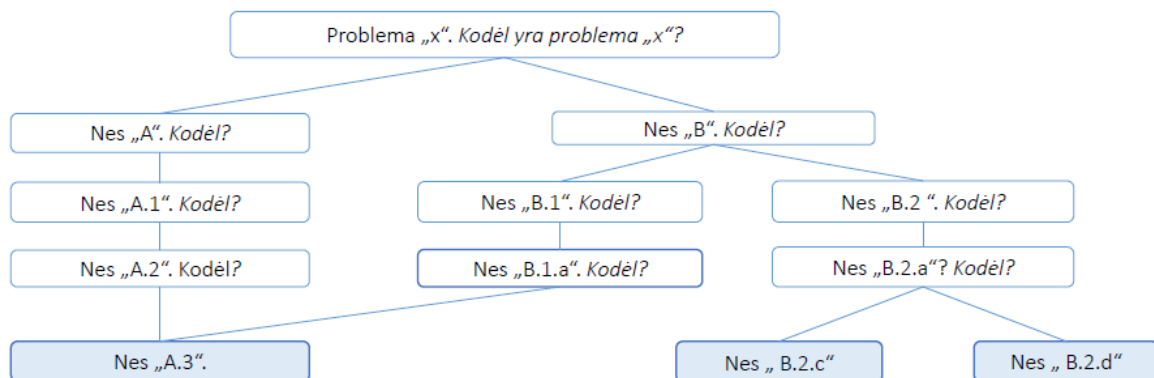 Problema „x“. Kodėl yra problema „x“?
Nes „A“. Kodėl?
Nes „B“. Kodėl?
Nes „A.1“. Kodėl?
Nes „B.1“. Kodėl?
Nes „B.2 “. Kodėl?
Nes „A.2“. Kodėl?
Nes „B.1.a“. Kodėl?
Nes „B.2.a“? Kodėl?
Nes „A.3“.
Nes „ B.2.c“
Nes „ B.2.d“